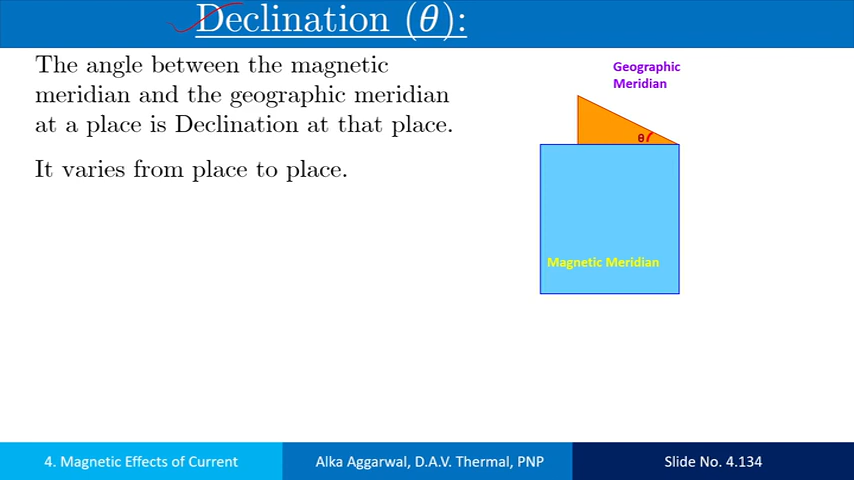 Declination (θ):
The angle between the magnetic
meridian and the geographic meridian
at a place is Declination at that place.
It varies from place to place.
Geographic
Meridian
θ
Magnetic Meridian
4. Magnetic Effects of Current
Alka Aggarwal, D.A.V. Thermal, PNP
Slide No. 4.134